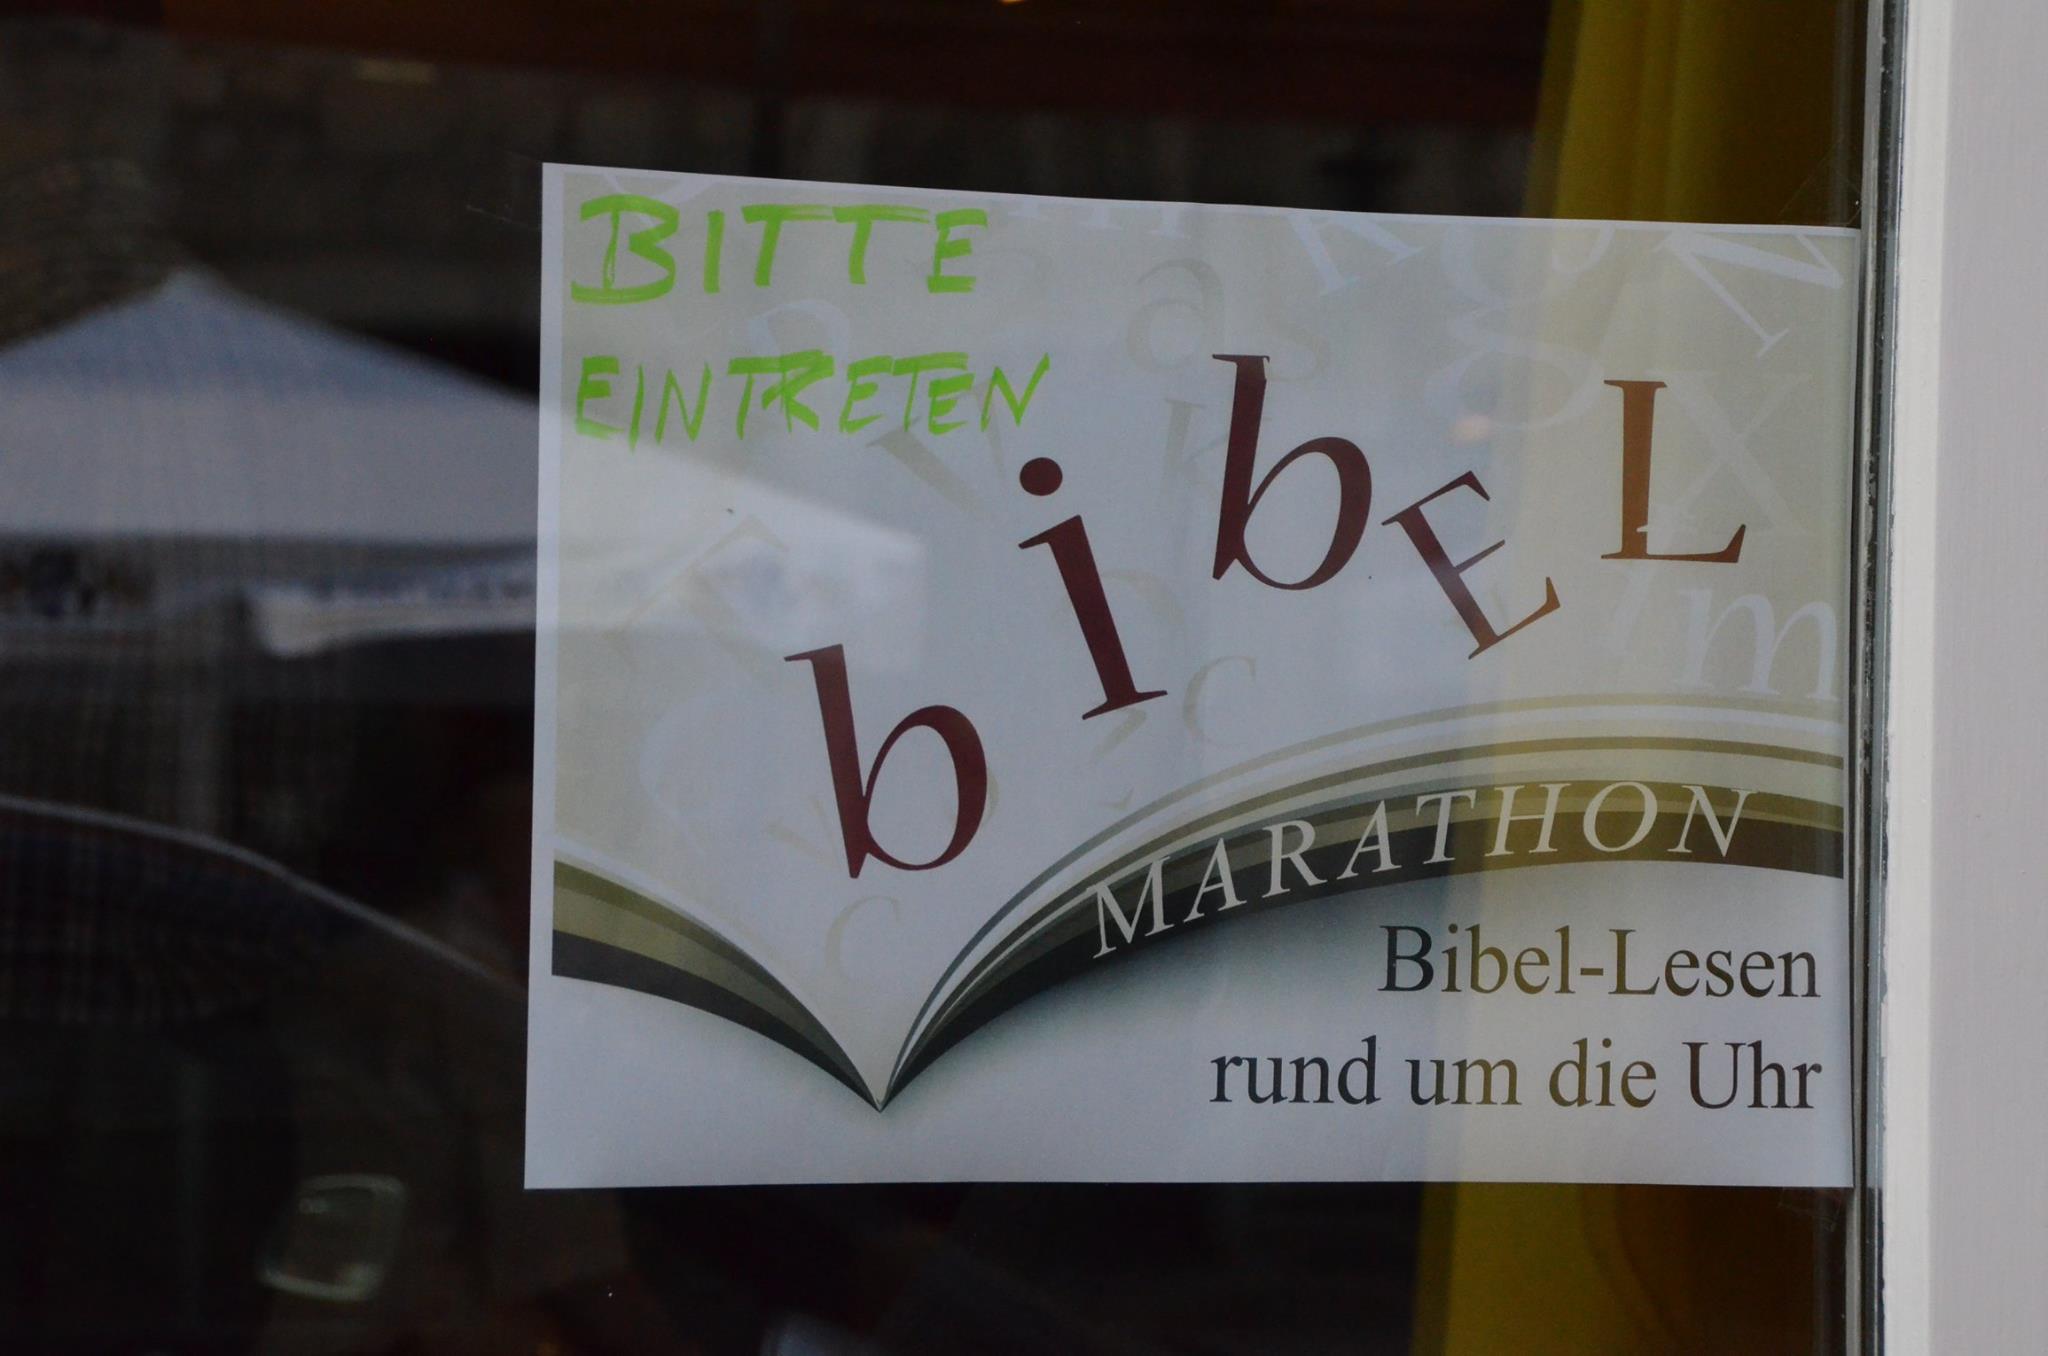 BITTE
EINTRETEN
bibEL
MARATHON
Bibel-Lesen
rund um die Uhr